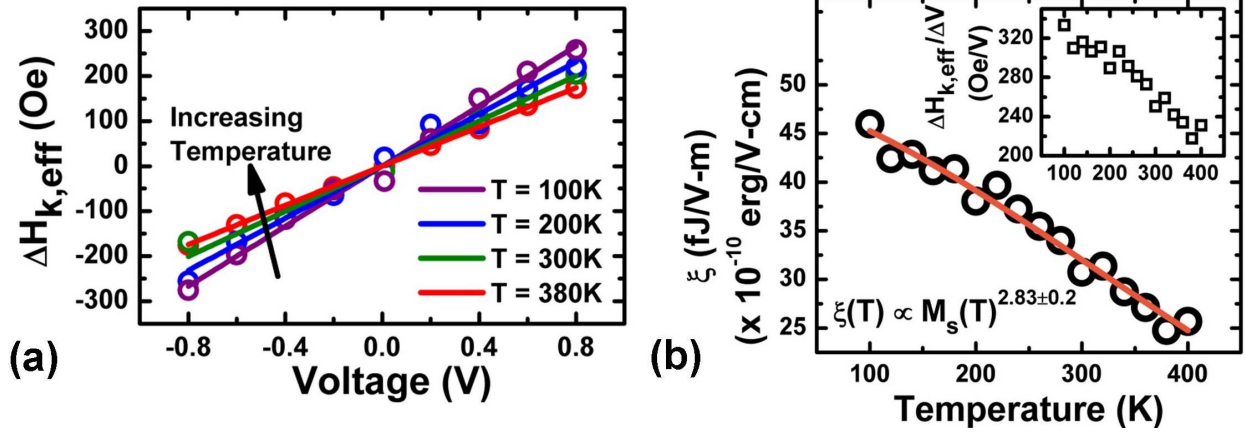 300
200
100
0
-100
-200
-300
ΔH_k,eff (Oe)
Increasing
Temperature
T = 100K
T = 200K
T = 300K
T = 380K
-0.8 -0.4 0.0 0.4 0.8
Voltage (V)
(a)
50
45
40
35
30
25
ξ (fJ/V-m)
(x 10^-10 erg/V-cm)
ΔH_k,eff/ΔV
(Oe/V)
320
280
240
200
100 200 300 400
ξ(T) ∝ M_s(T)^2.83±0.2
100 200 300 400
Temperature (K)
(b)